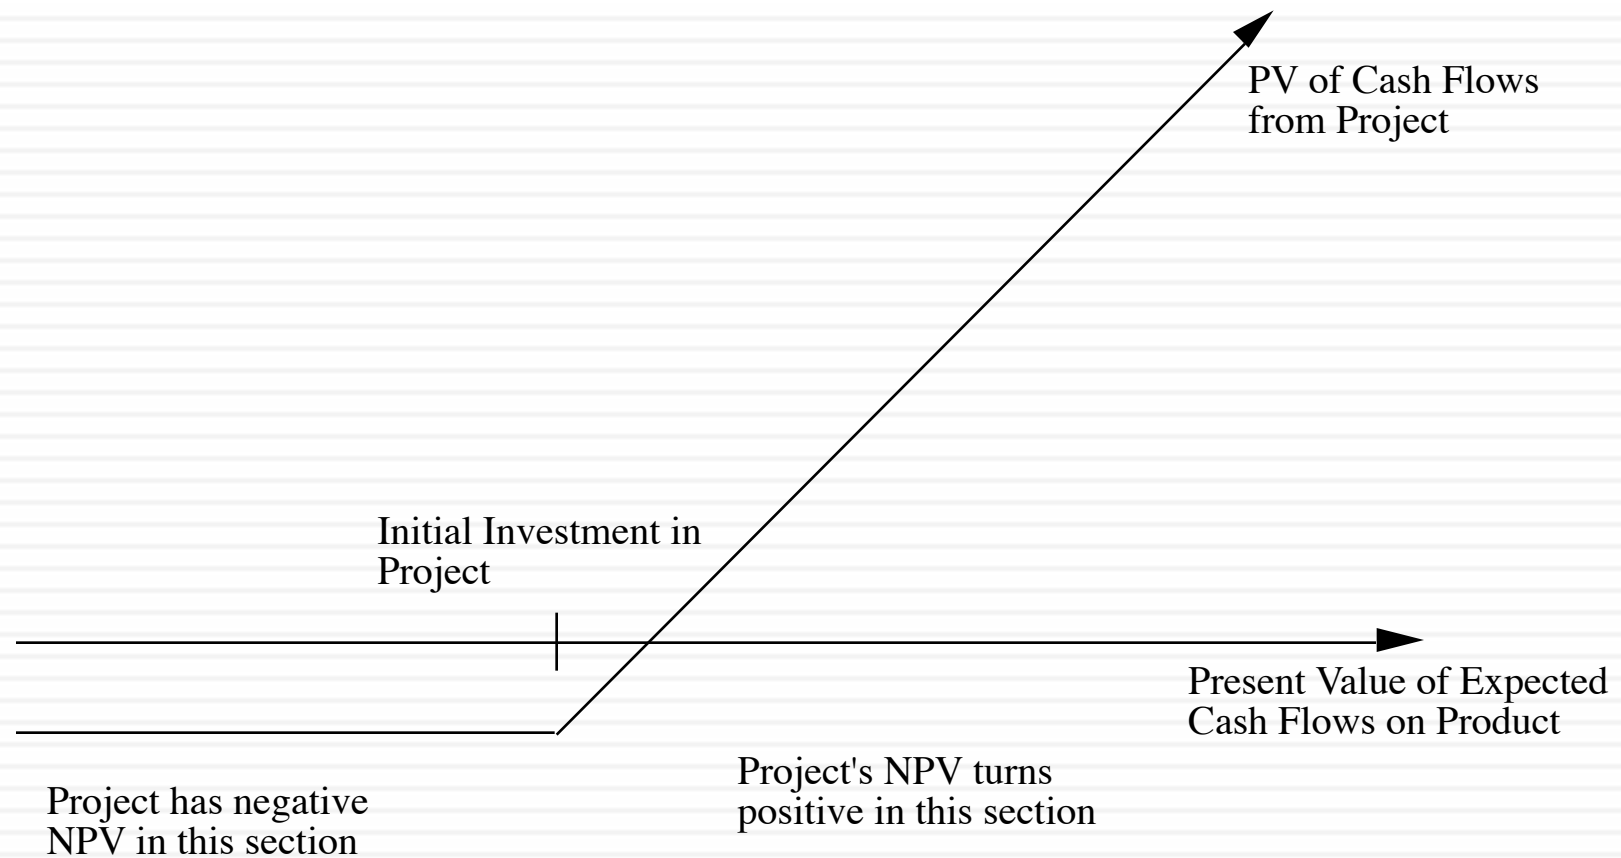 PV of Cash Flows
from Project
Initial Investment in
Project
Present Value of Expected
Cash Flows on Product
Project's NPV turns
positive in this section
Project has negative
NPV in this section